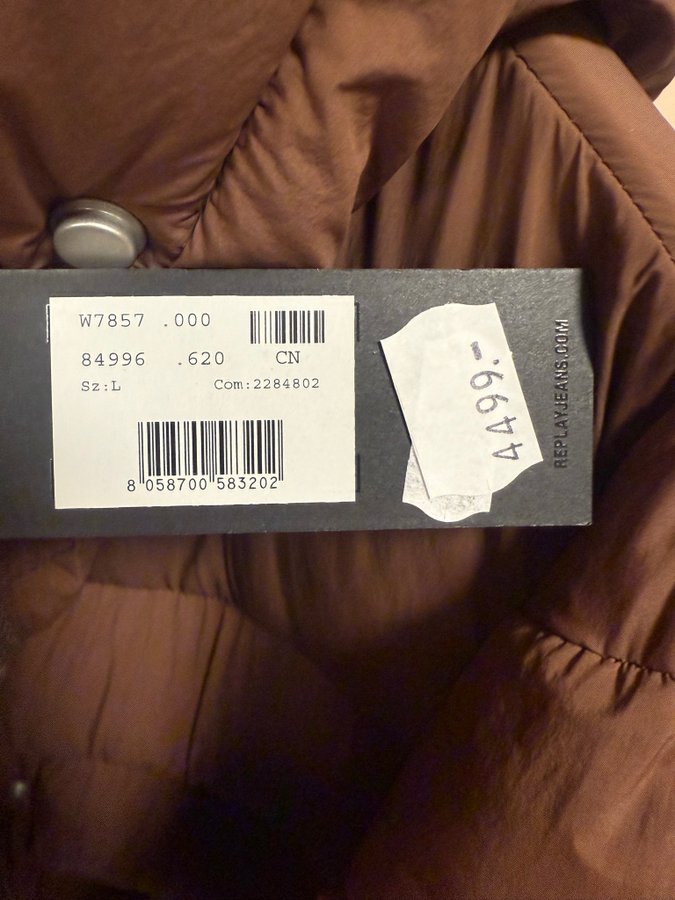 W7857 .000
84996 .620 CN
Sz:L Com:2284802
8 058700 583202
4499.-
REPLAYJEANS.COM